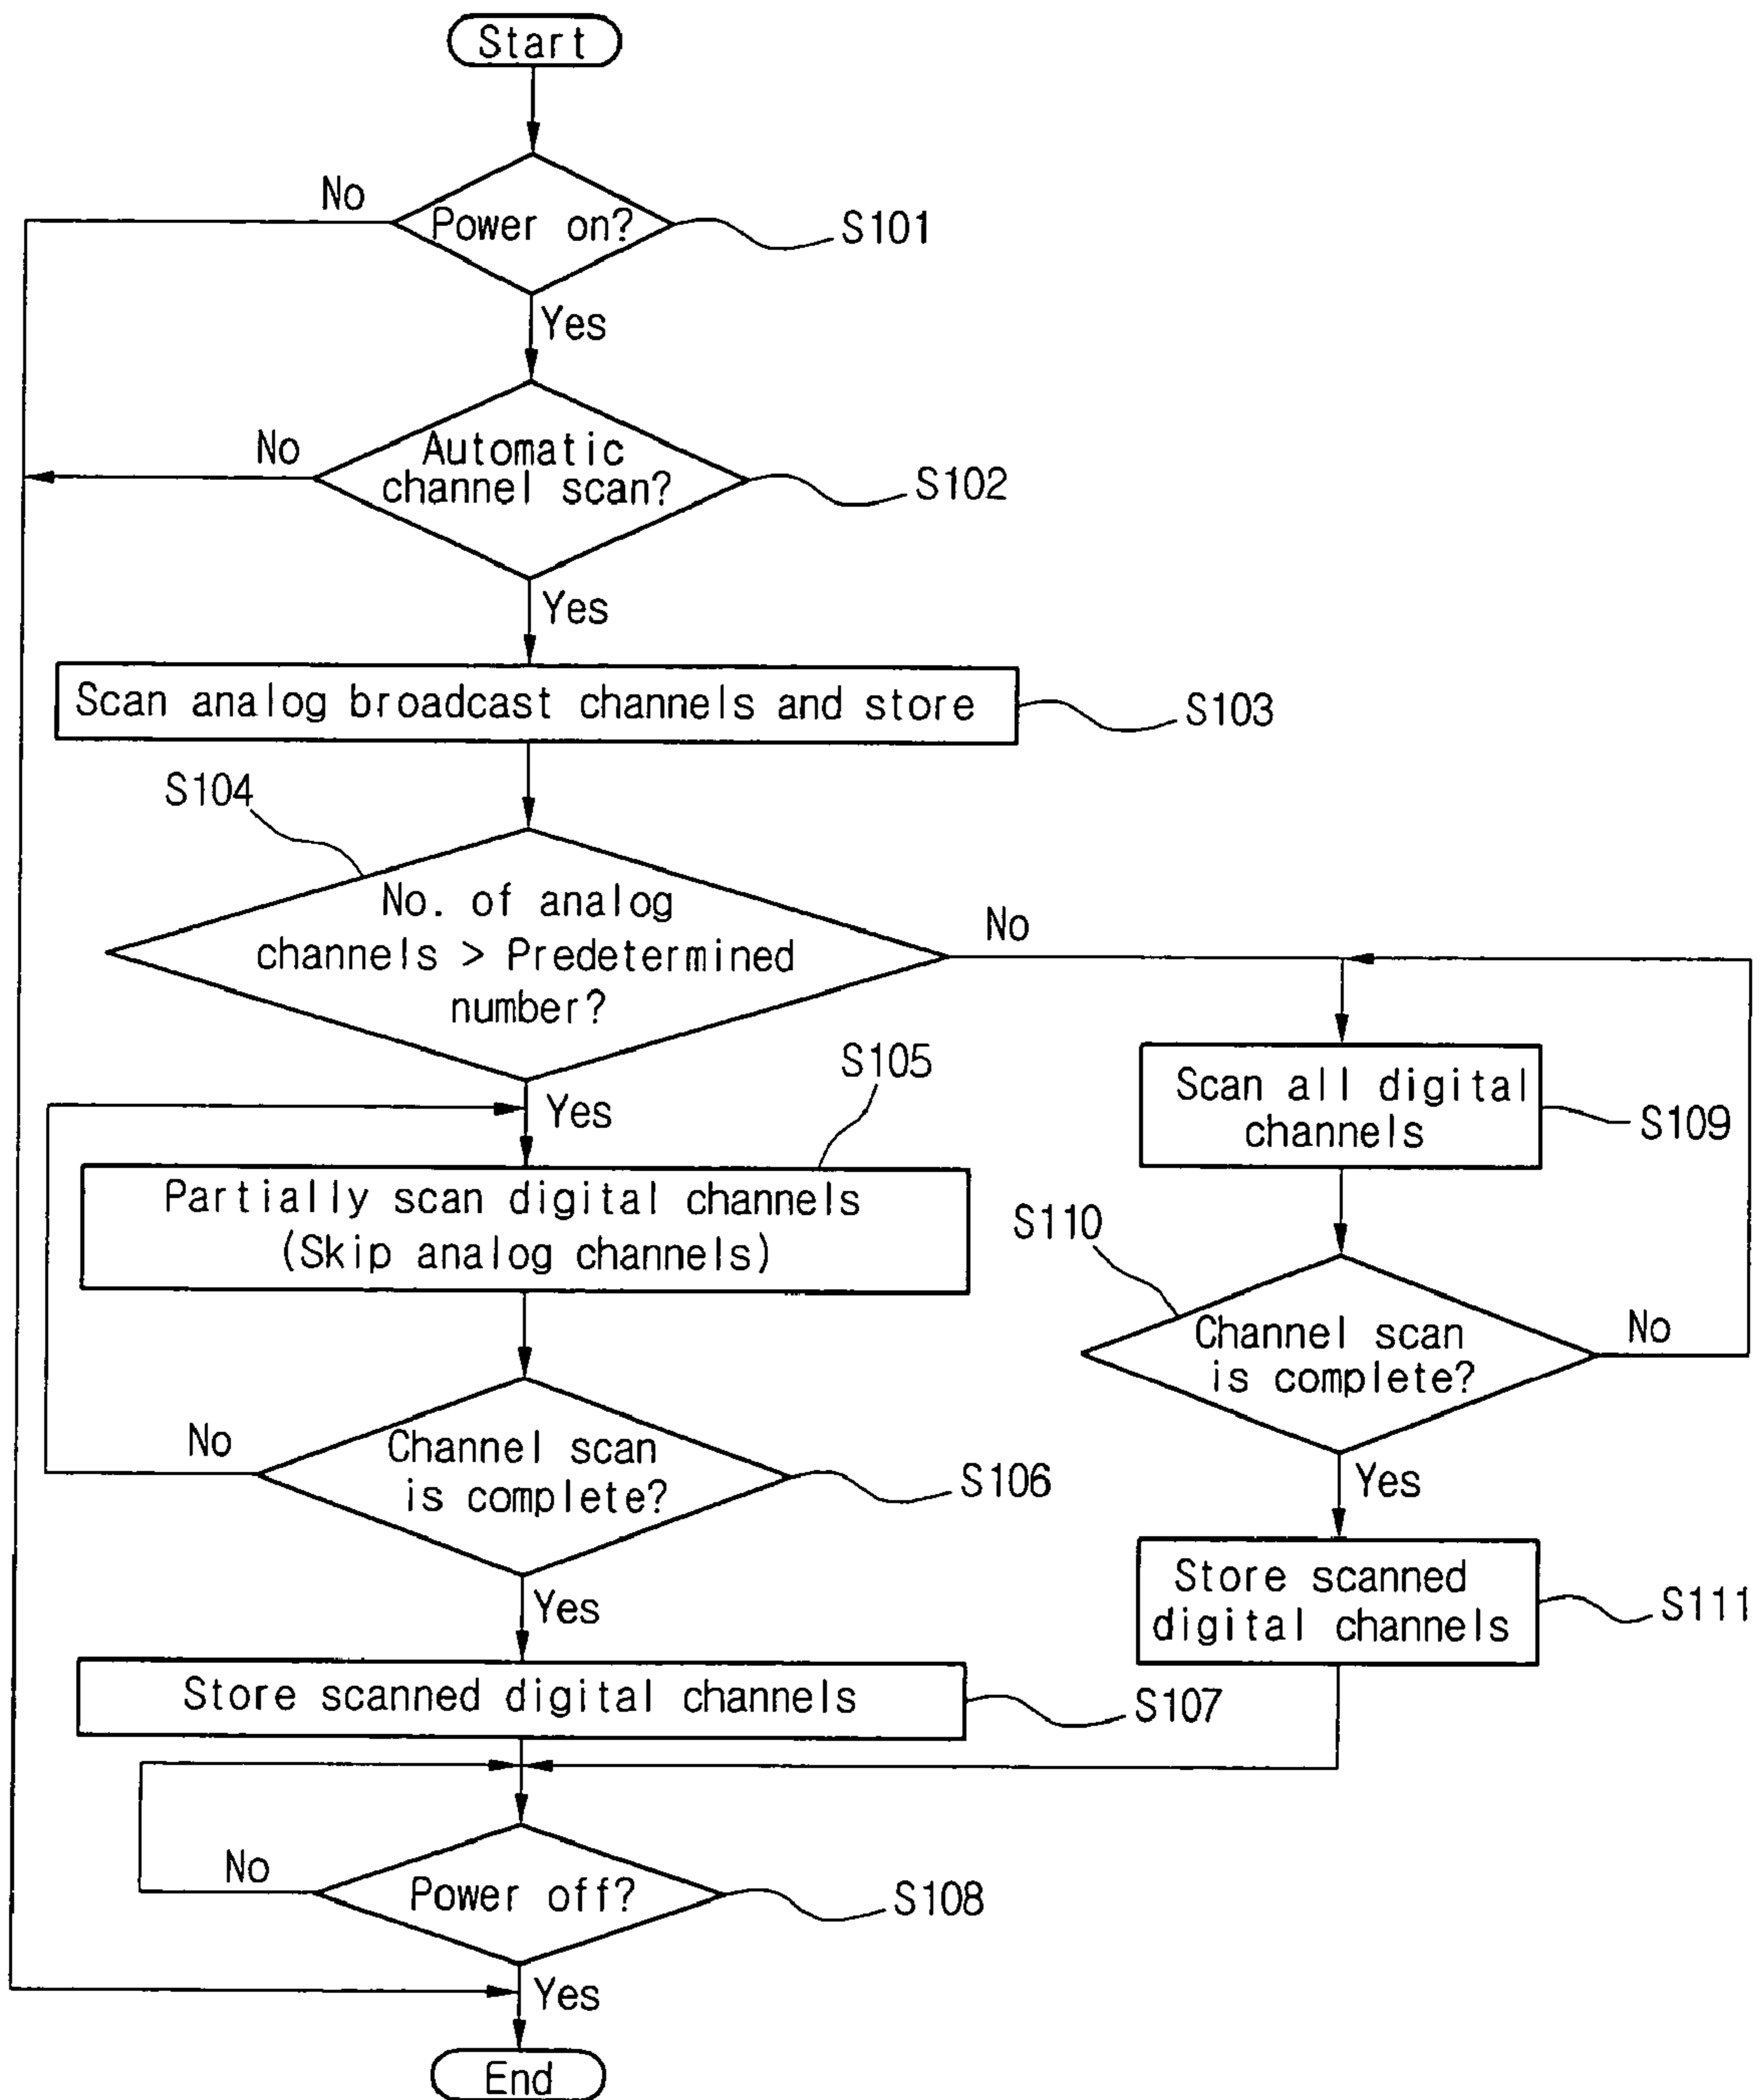 Start
No
Power on?
S101
Yes
No
Automatic
channel scan?
S102
Yes
Scan analog broadcast channels and store
S103
S104
No. of analog
channels > Predetermined
number?
No
Yes
S105
Partially scan digital channels
(Skip analog channels)
Scan all digital
channels
S109
S110
Channel scan
is complete?
No
No
Channel scan
is complete?
S106
Yes
Yes
Store scanned
digital channels
S111
Store scanned digital channels
S107
No
Power off?
S108
Yes
End